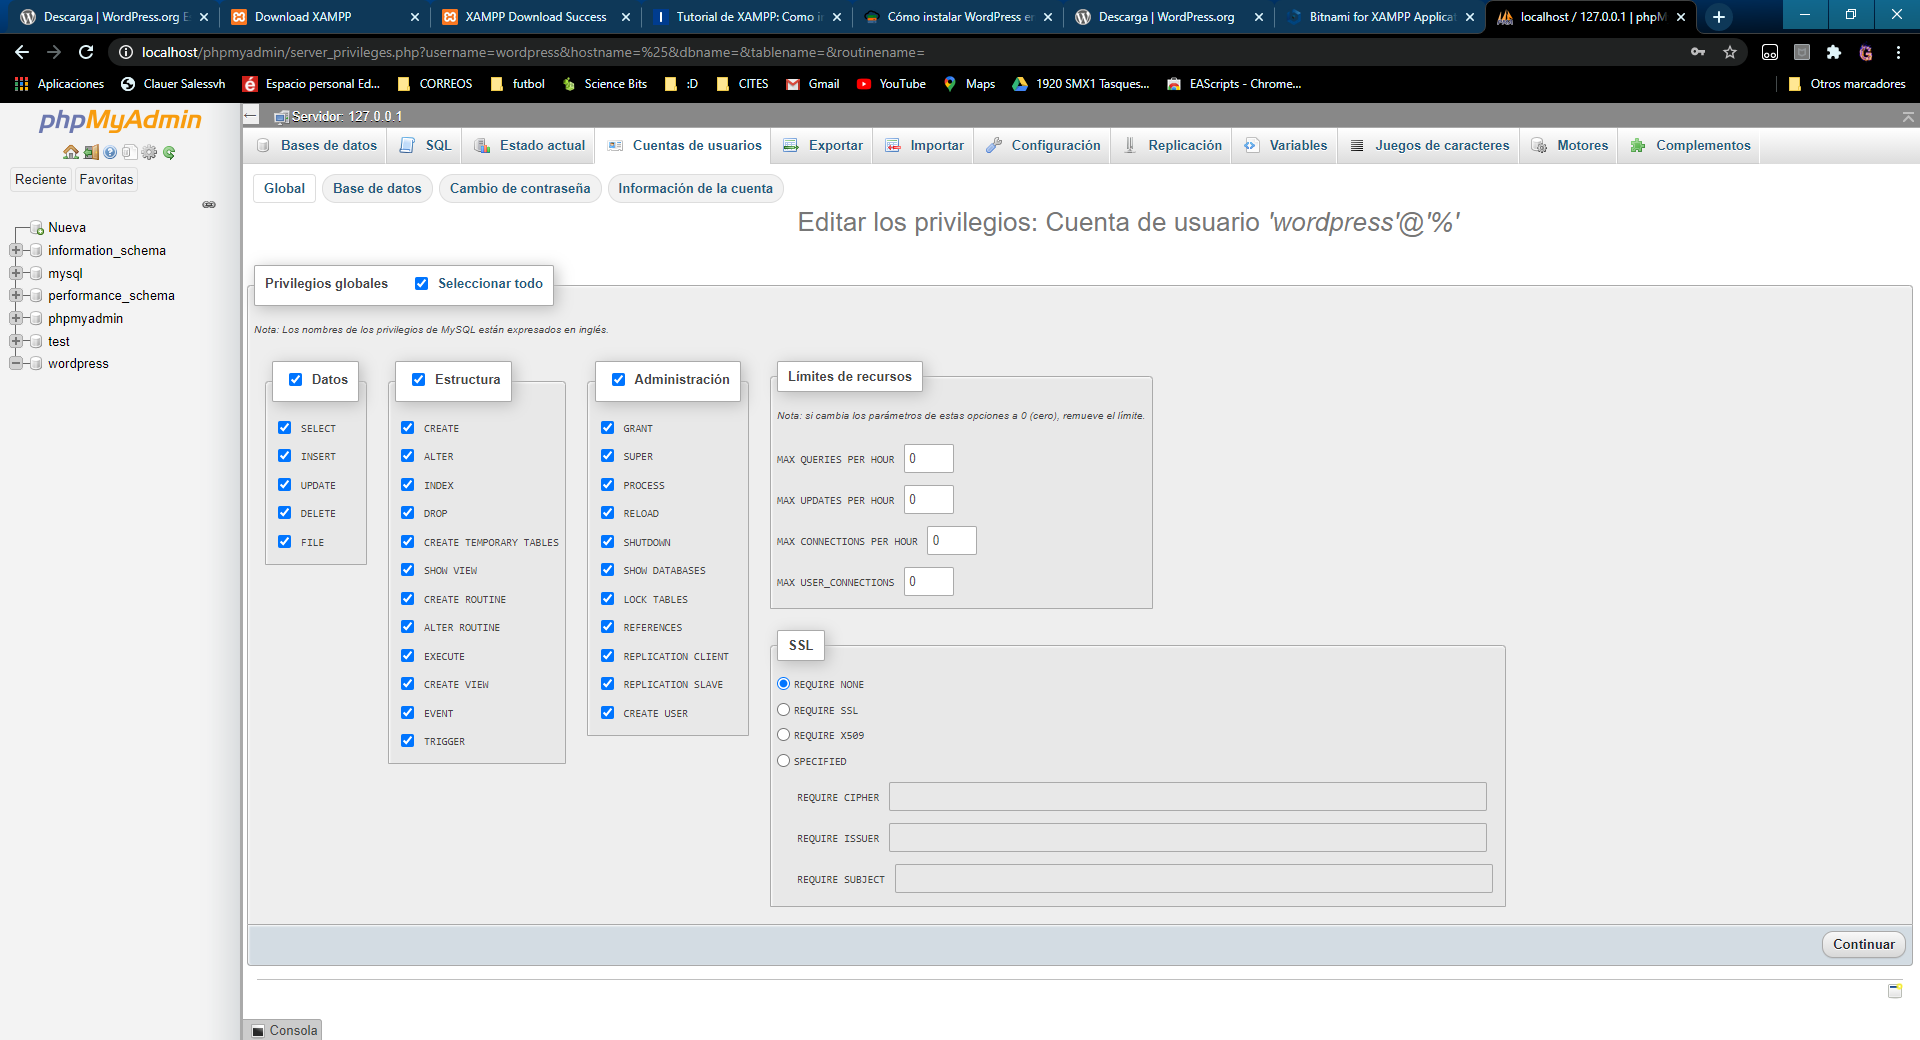 Descarga | WordPress.org E
Download XAMPP
XAMPP Download Success
Tutorial de XAMPP: Como i
Cómo instalar WordPress e
Descarga | WordPress.org
Bitnami for XAMPP Applica
localhost / 127.0.0.1 | phpM
localhost/phpmyadmin/server_privileges.php?username=wordpress&hostname=%25&dbname=&tablename=&routinename=
Aplicaciones
Clauer Salessvh
Espacio personal Ed...
CORREOS
futbol
Science Bits
:D
CITES
Gmail
YouTube
Maps
1920 SMX1 Tasques...
EAScripts - Chrome...
Otros marcadores
phpMyAdmin
Reciente
Favoritas
Nueva
information_schema
mysql
performance_schema
phpmyadmin
test
wordpress
Servidor: 127.0.0.1
Bases de datos
SQL
Estado actual
Cuentas de usuarios
Exportar
Importar
Configuración
Replicación
Variables
Juegos de caracteres
Motores
Complementos
Global
Base de datos
Cambio de contraseña
Información de la cuenta
Editar los privilegios: Cuenta de usuario 'wordpress'@'%'
Privilegios globales
Seleccionar todo
Nota: Los nombres de los privilegios de MySQL están expresados en inglés.
Datos
SELECT
INSERT
UPDATE
DELETE
FILE
Estructura
CREATE
ALTER
INDEX
DROP
CREATE TEMPORARY TABLES
SHOW VIEW
CREATE ROUTINE
ALTER ROUTINE
EXECUTE
CREATE VIEW
EVENT
TRIGGER
Administración
GRANT
SUPER
PROCESS
RELOAD
SHUTDOWN
SHOW DATABASES
LOCK TABLES
REFERENCES
REPLICATION CLIENT
REPLICATION SLAVE
CREATE USER
Límites de recursos
Nota: si cambia los parámetros de estas opciones a 0 (cero), remueve el límite.
MAX QUERIES PER HOUR 0
MAX UPDATES PER HOUR 0
MAX CONNECTIONS PER HOUR 0
MAX USER_CONNECTIONS 0
SSL
REQUIRE NONE
REQUIRE SSL
REQUIRE X509
SPECIFIED
REQUIRE CIPHER
REQUIRE ISSUER
REQUIRE SUBJECT
Continuar
Consola